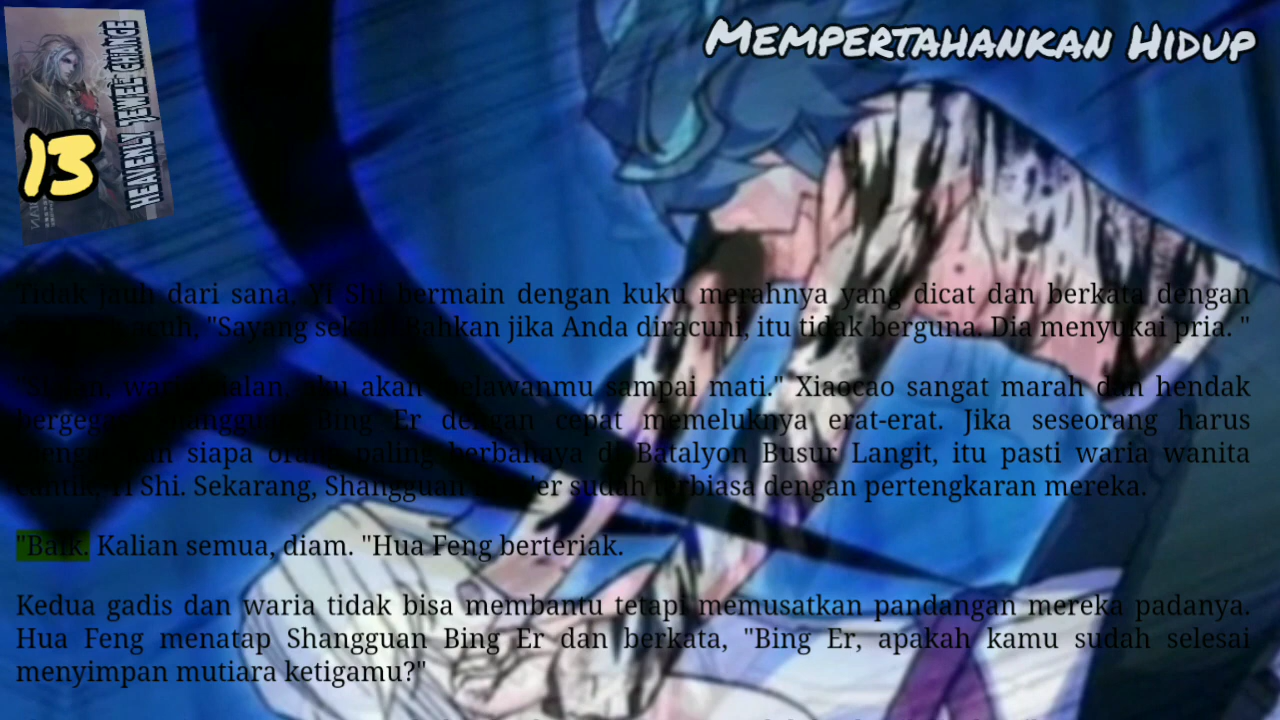 MEMPERTAHANKAN HIDUP
HEAVENLY JEWEL CHANGE
13
Tidak jauh dari sana, Yi Shi bermain dengan kuku merahnya yang dicat dan berkata dengan
acuh, "Sayang sekali. Bahkan jika Anda diracuni, itu tidak berguna. Dia menyukai pria. "
aku akan melawanmu sampai mati." Xiaocao sangat marah dan hendak
Bing Er dengan cepat memeluknya erat-erat. Jika seseorang harus
siapa orang paling berbahaya di Batalyon Busur Langit, itu pasti waria wanita
cantik, Yi Shi. Sekarang, Shangguan sudah terbiasa dengan pertengkaran mereka.
"Baik. Kalian semua, diam. "Hua Feng berteriak.
Kedua gadis dan waria tidak bisa membantu tetapi memusatkan pandangan mereka padanya.
Hua Feng menatap Shangguan Bing Er dan berkata, "Bing Er, apakah kamu sudah selesai
menyimpan mutiara ketigamu?"